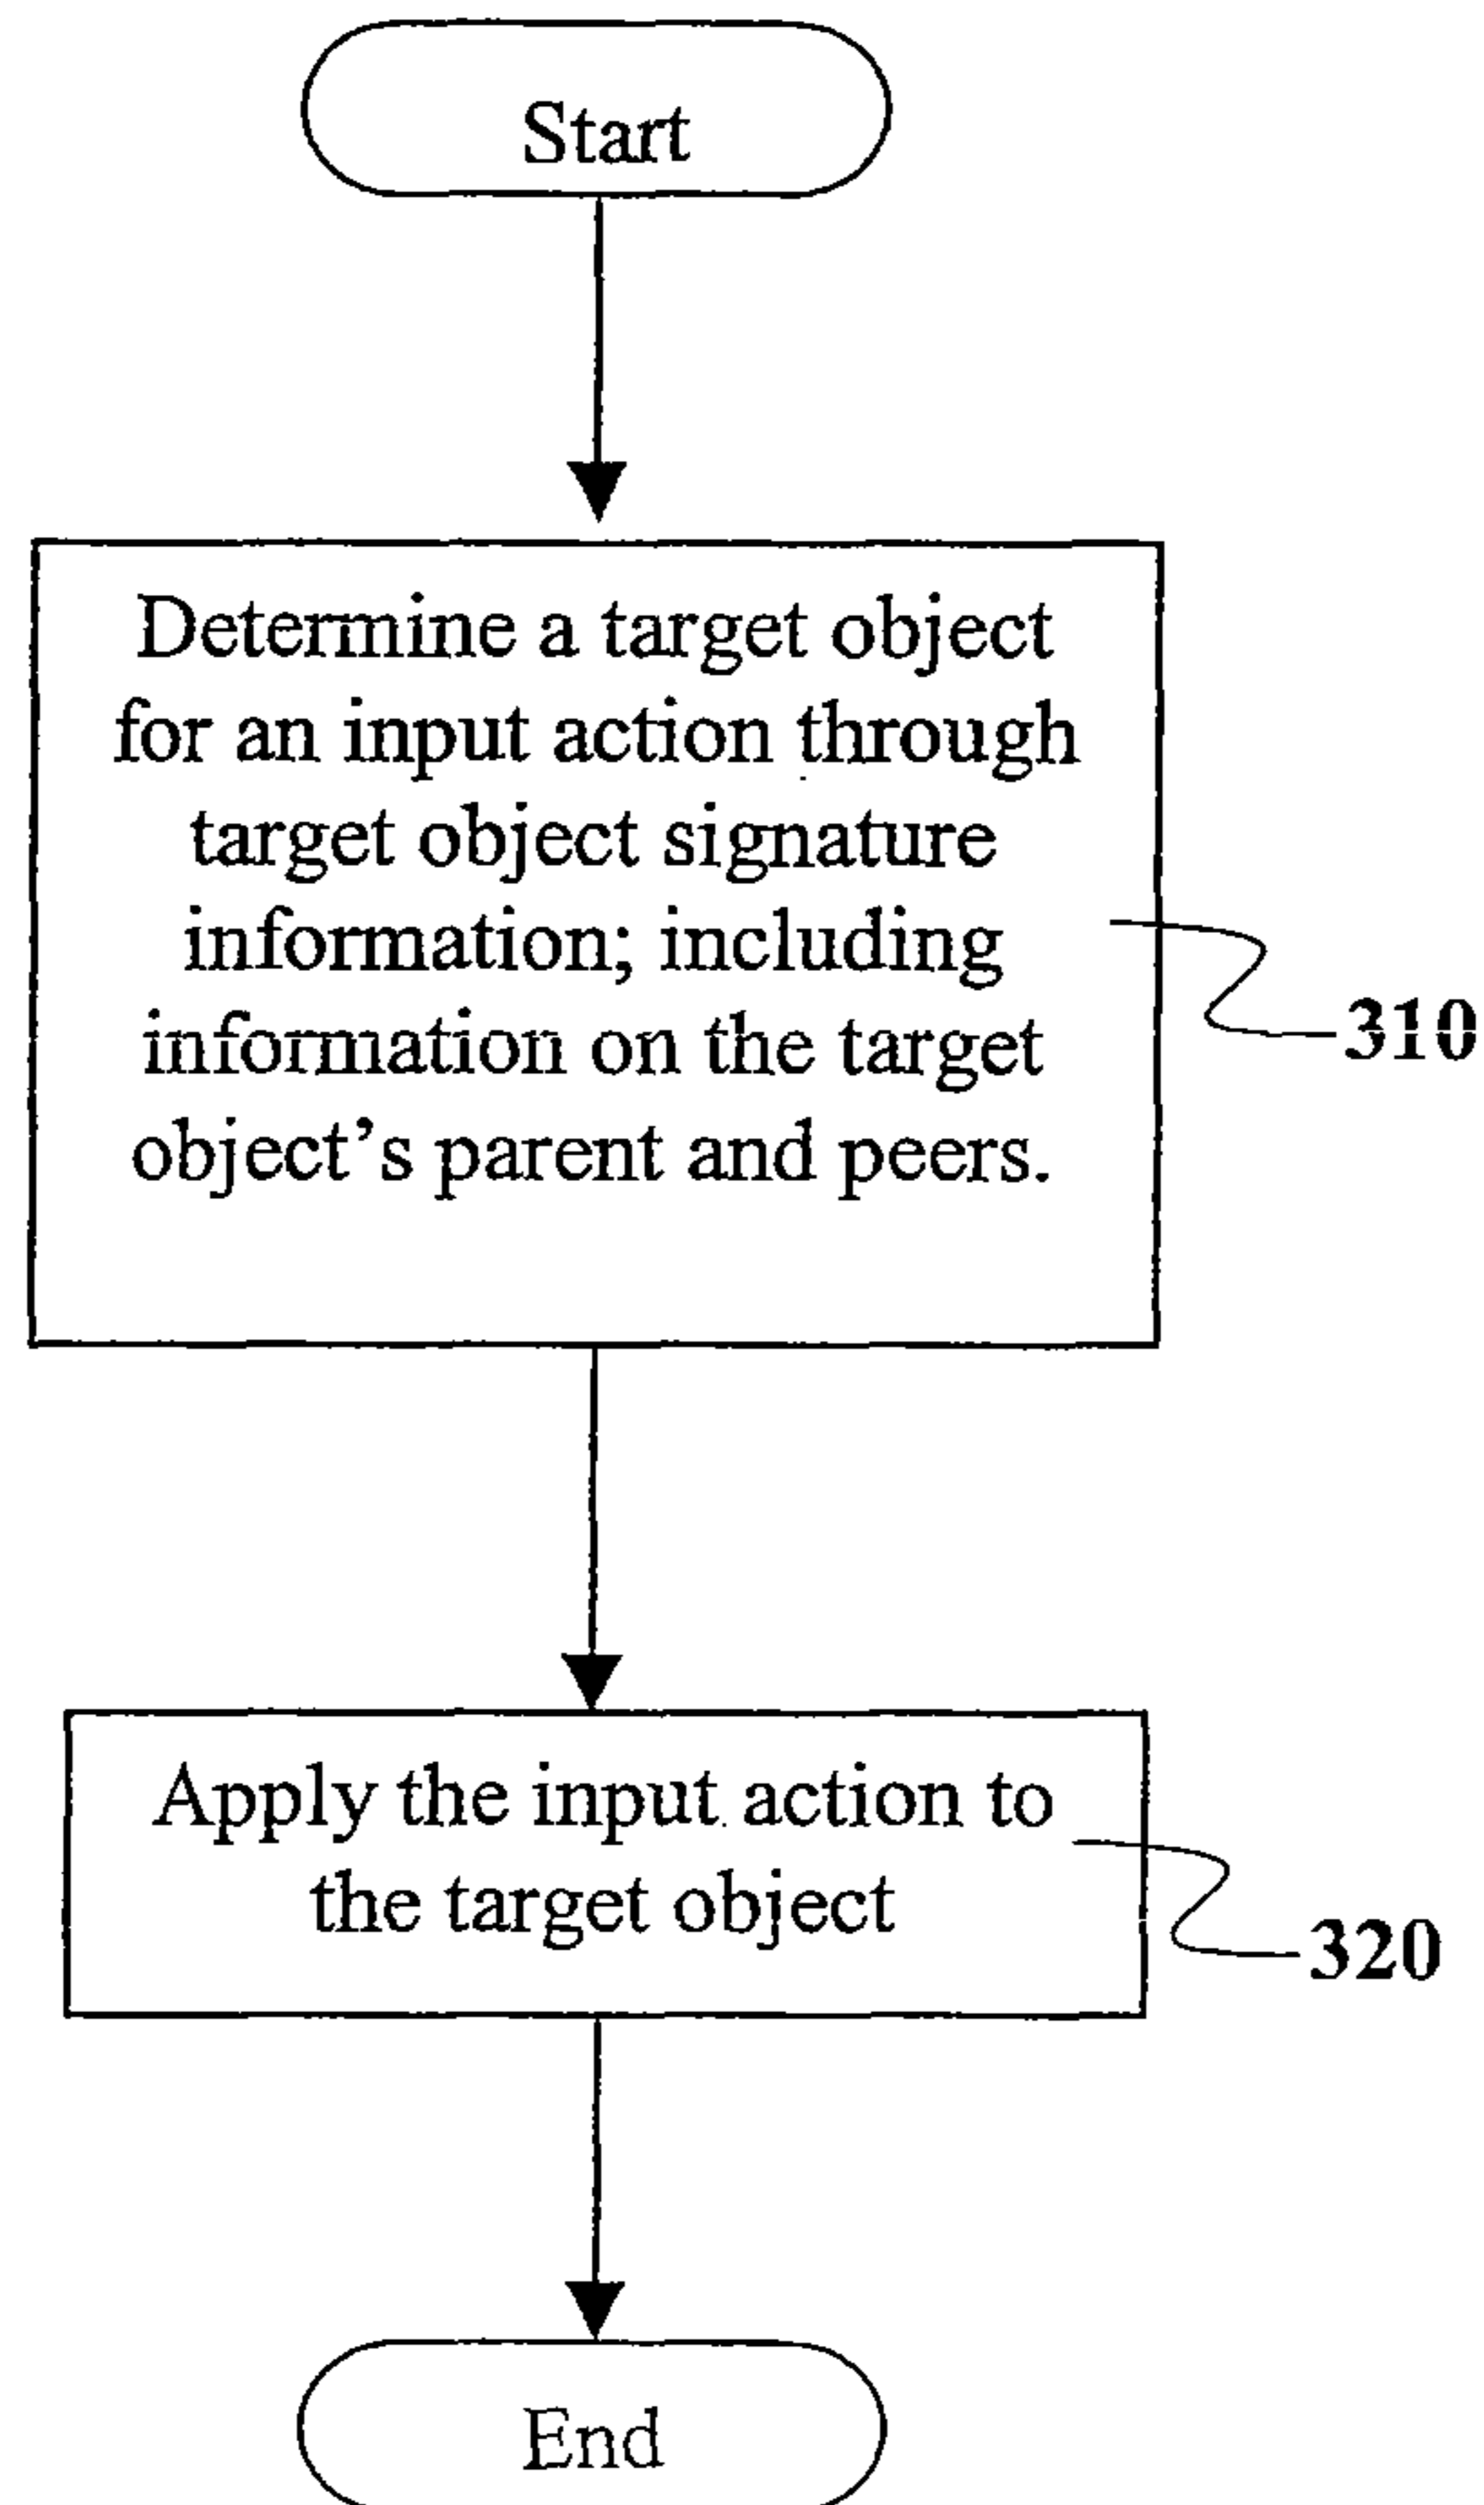 Start
Determine a target object
for an input action through
target object signature
information; including
information on the target
object's parent and peers.
310
Apply the input action to
the target object
320
End